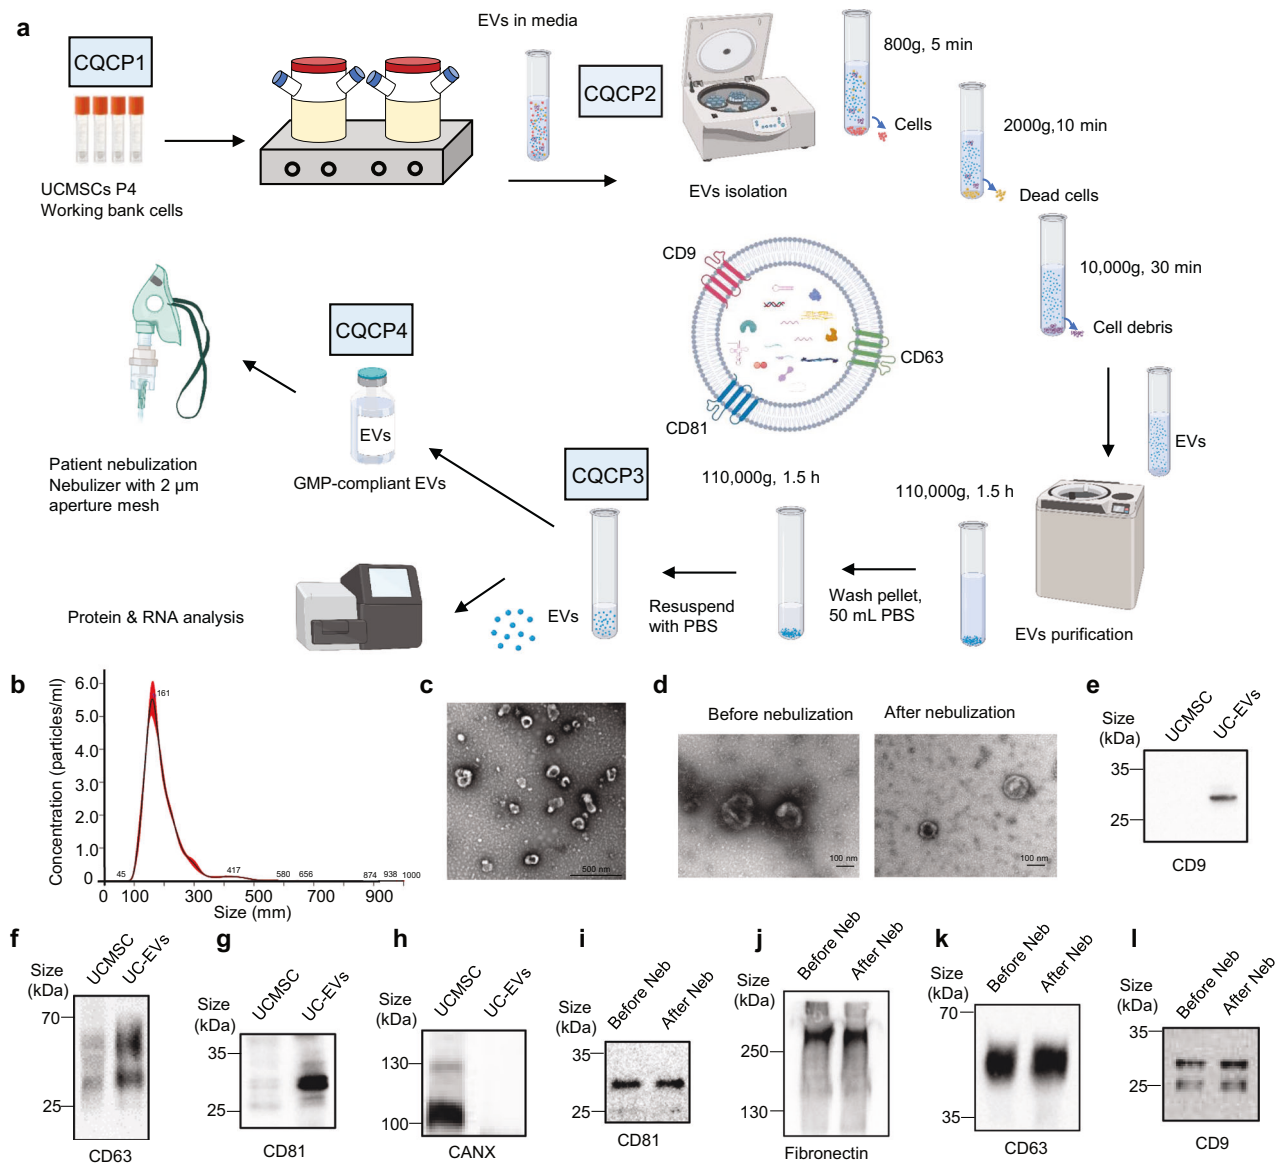 a
CQCP1
UCMSCs P4
Working bank cells
EVs in media
CQCP2
EVs isolation
800g, 5 min
Cells
2000g,10 min
Dead cells
10,000g, 30 min
Cell debris
EVs
EVs purification
110,000g, 1.5 h
Wash pellet,
50 mL PBS
110,000g, 1.5 h
Resuspend
with PBS
CQCP3
EVs
CD9
CD63
CD81
CQCP4
EVs
GMP-compliant EVs
Patient nebulization
Nebulizer with 2 µm
aperture mesh
Protein & RNA analysis
b
Concentration (particles/ml)
6.0
5.0
4.0
3.0
2.0
1.0
0
161
45
417
580
656
874
938
1000
0
100
300
500
700
900
Size (mm)
c
500 nm
d
Before nebulization
After nebulization
100 nm
100 nm
e
Size
(kDa)
UCMSC
UC-EVs
35
25
CD9
f
Size
(kDa)
UCMSC
UC-EVs
70
25
CD63
g
Size
(kDa)
UCMSC
UC-EVs
35
25
CD81
h
Size
(kDa)
UCMSC
UC-EVs
130
100
CANX
i
Size
(kDa)
Before Neb
After Neb
35
25
CD81
j
Size
(kDa)
Before Neb
After Neb
250
130
Fibronectin
k
Size
(kDa)
Before Neb
After Neb
70
35
CD63
l
Size
(kDa)
Before Neb
After Neb
35
25
CD9